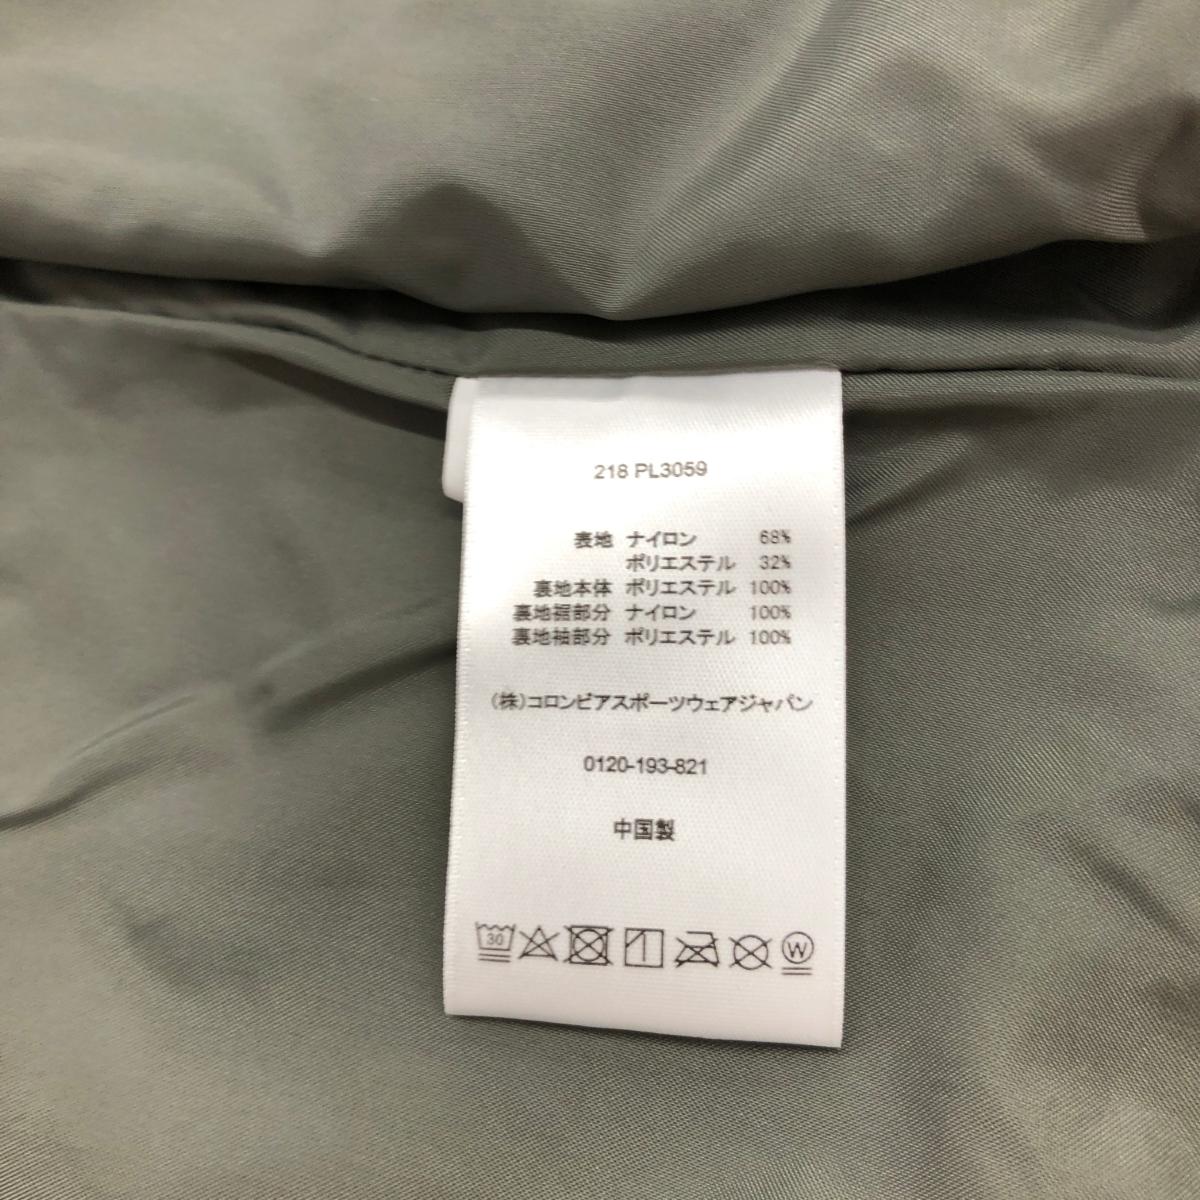 218 PL3059
表地 ナイロン 68%
ポリエステル 32%
裏地本体 ポリエステル 100%
裏地裾部分 ナイロン 100%
裏地袖部分 ポリエステル 100%
(株)コロンビアスポーツウェアジャパン
0120-193-821
中国製
30 W